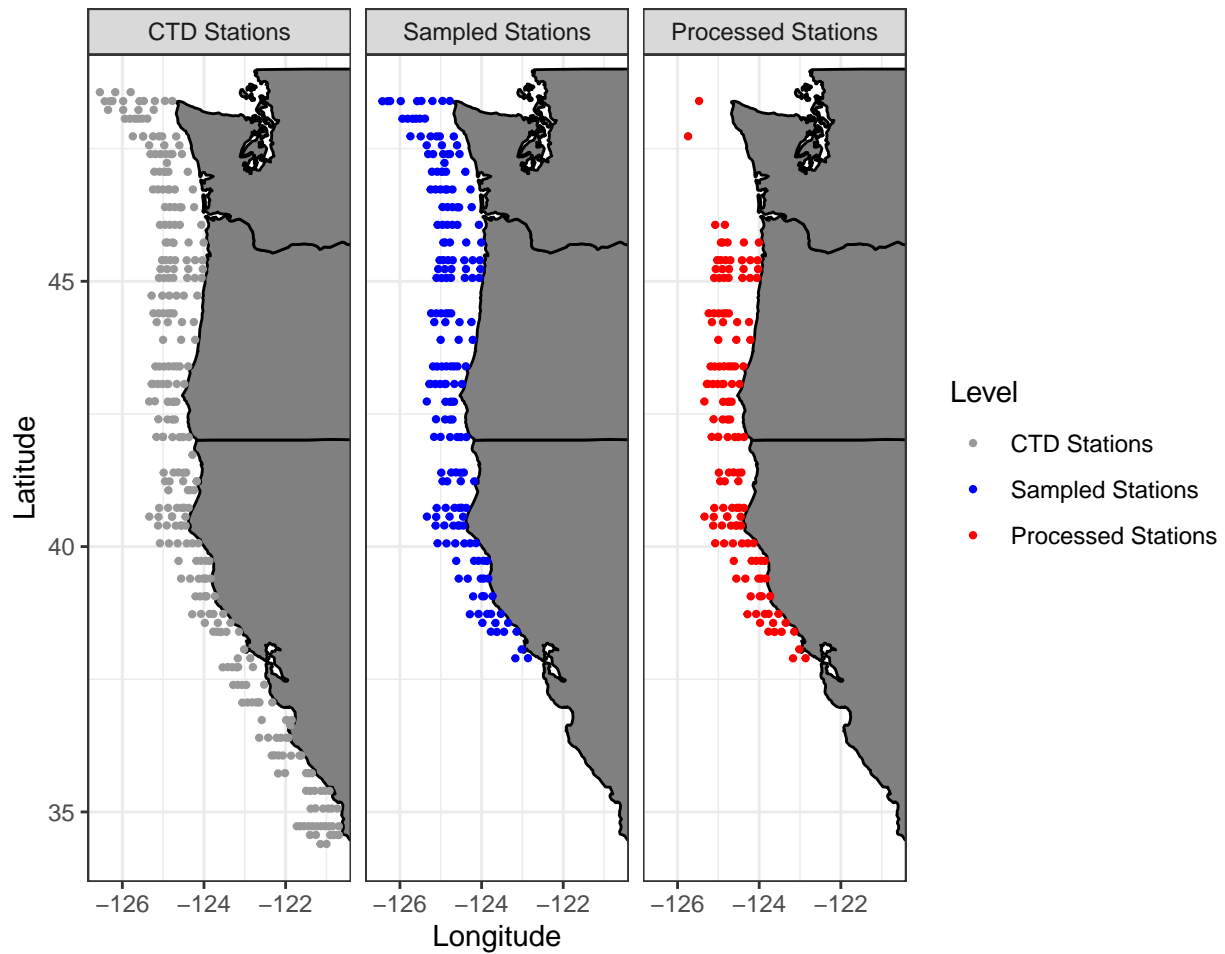 CTD Stations
Sampled Stations
Processed Stations
45
40
35
Latitude
−126
−124
−122
−126
−124
−122
−126
−124
−122
Longitude
Level
CTD Stations
Sampled Stations
Processed Stations